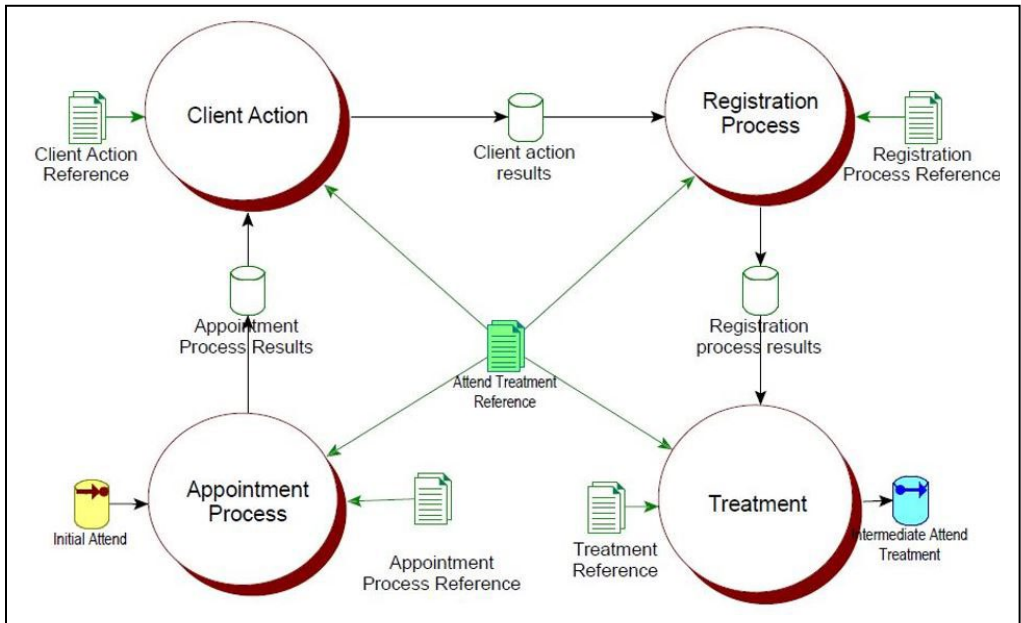 Client Action
Client Action
Reference
Client action
results
Registration
Process
Registration
Process Reference
Appointment
Process Results
Attend Treatment
Reference
Registration
process results
Initial Attend
Appointment
Process
Appointment
Process Reference
Treatment
Reference
Treatment
Intermediate Attend
Treatment